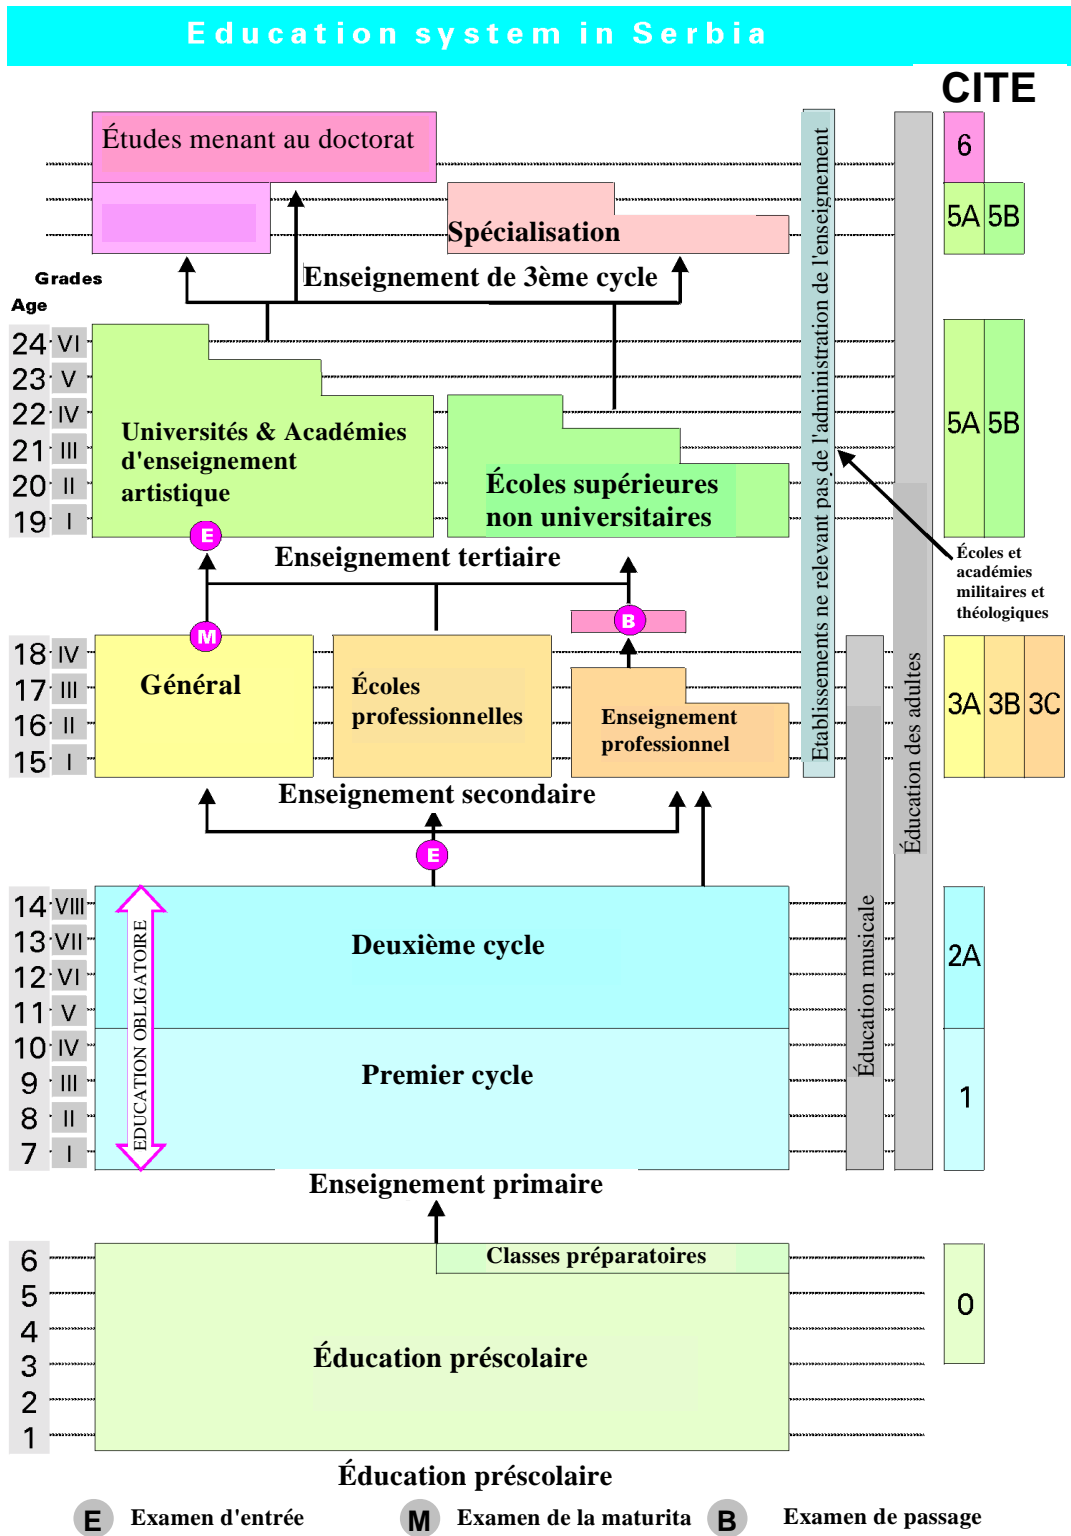 Education system in Serbia
CITE
Études menant au doctorat
6
5A 5B
Spécialisation
Enseignement de 3ème cycle
Grades
Age
24 VI
23 V
22 IV
21 III
20 II
19 I
Universités & Académies
d'enseignement
artistique
Écoles supérieures
non universitaires
5A 5B
E
Enseignement tertiaire
Écoles et
académies
militaires et
théologiques
Etablissements ne relevant pas de l'administration de l'enseignement
Éducation des adultes
Éducation musicale
B
M
18 IV
17 III
16 II
15 I
Général
Écoles
professionnelles
Enseignement
professionnel
3A 3B 3C
Enseignement secondaire
E
14 VIII
13 VII
12 VI
11 V
10 IV
9 III
8 II
7 I
EDUCATION OBLIGATOIRE
Deuxième cycle
2A
Premier cycle
1
Enseignement primaire
6
5
4
3
2
1
Classes préparatoires
Éducation préscolaire
0
Éducation préscolaire
E Examen d'entrée M Examen de la maturita B Examen de passage